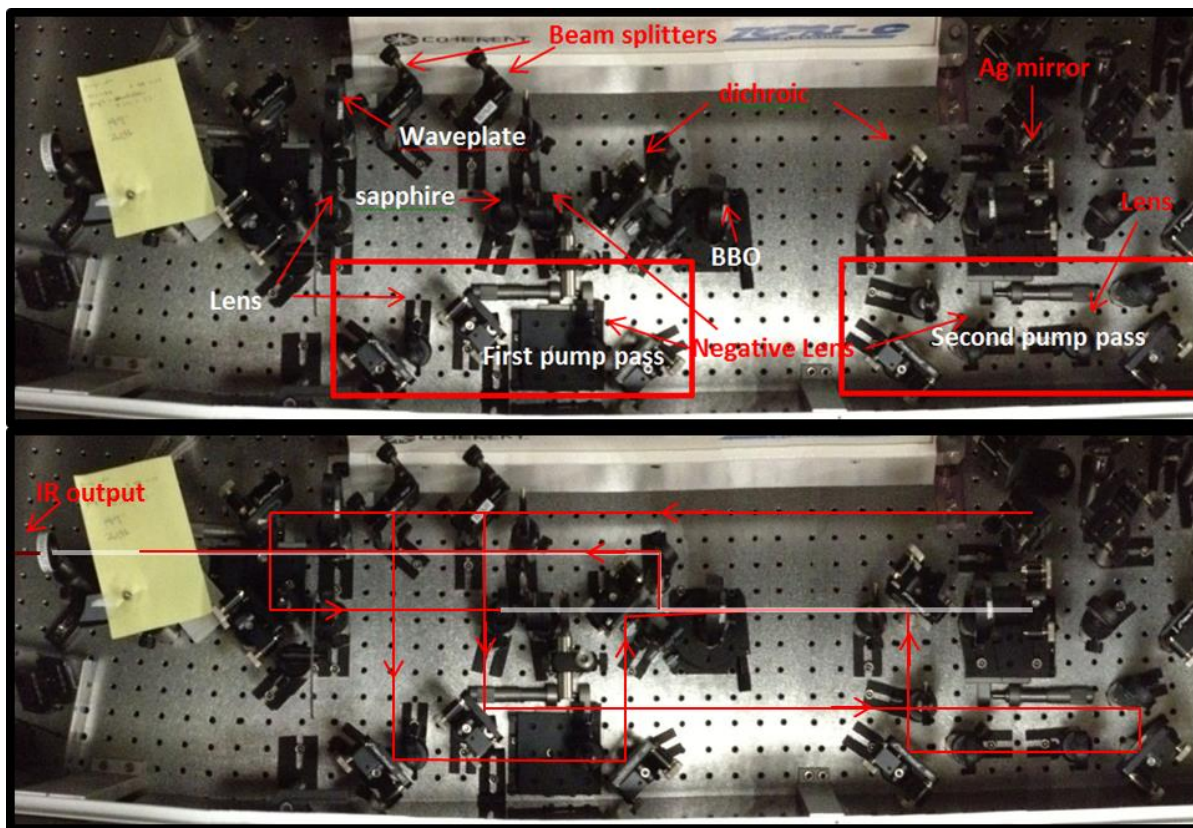 COHERENT
Beam splitters
Ag mirror
dichroic
Waveplate
sapphire
Lens
BBO
Lens
Negative Lens
First pump pass
Second pump pass
COHERENT
IR output